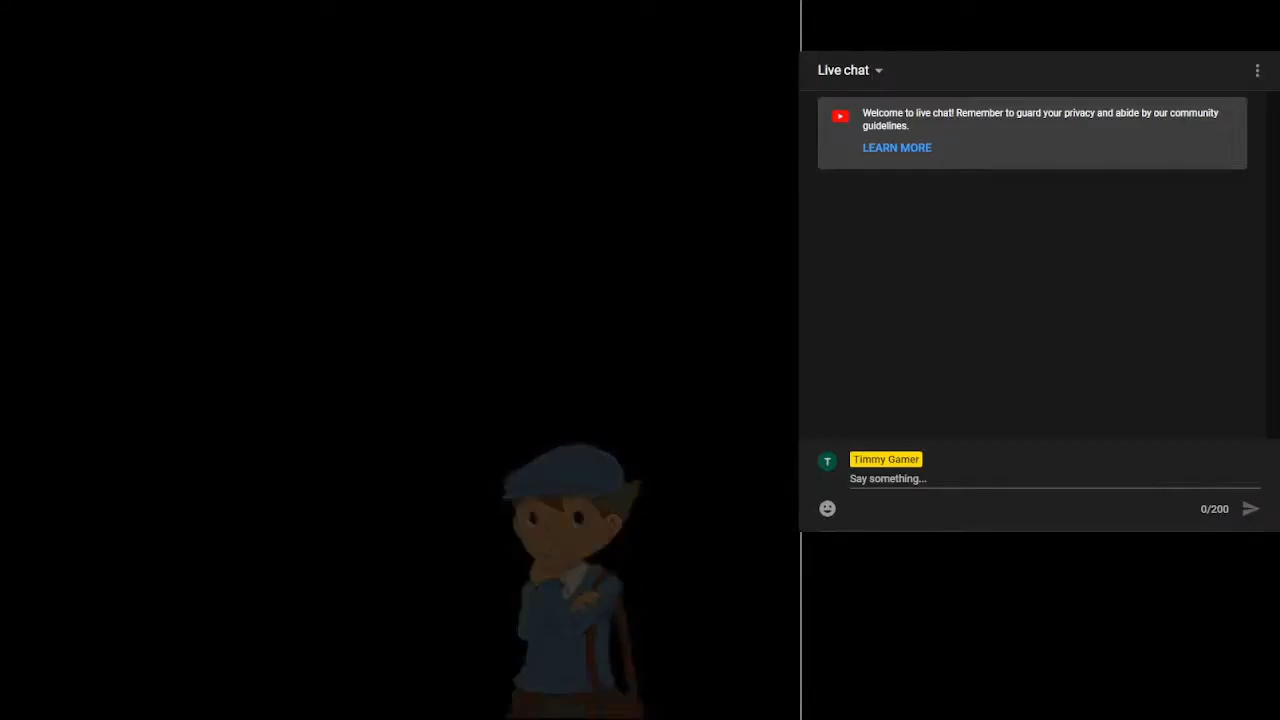 Live chat
Welcome to live chat! Remember to guard your privacy and abide by our community
guidelines.
LEARN MORE
T
Timmy Gamer
Say something...
0/200